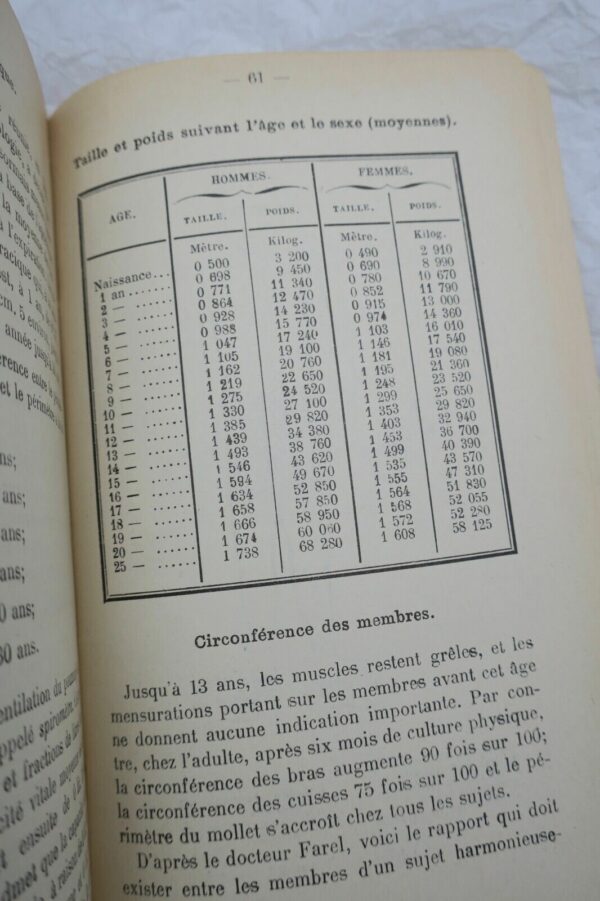 ans;
ans;
ans;
ans;
0 ans;
30 ans.
appelé spiromètre
— 61 —
Taille et poids suivant l'âge et le sexe (moyennes).
AGE. HOMMES. FEMMES.
TAILLE. POIDS. TAILLE. POIDS.
Mètre. Kilog. Mètre. Kilog.
Naissance... 0 500 3 200 0 490 2 910
1 an ...... 0 698 9 450 0 690 8 990
2 — ...... 0 771 11 340 0 780 10 670
3 — ...... 0 864 12 470 0 852 11 790
4 — ...... 0 928 14 230 0 915 13 000
5 — ...... 0 988 15 770 0 974 14 360
6 — ...... 1 047 17 240 1 103 16 010
7 — ...... 1 105 19 100 1 146 17 540
8 — ...... 1 162 20 760 1 181 19 080
9 — ...... 1 219 22 650 1 195 21 360
10 — ...... 1 275 24 520 1 248 23 520
11 — ...... 1 330 27 100 1 299 25 650
12 — ...... 1 385 29 820 1 353 29 820
13 — ...... 1 439 34 380 1 403 32 940
14 — ...... 1 493 38 760 1 453 36 700
15 — ...... 1 546 43 620 1 499 40 390
16 — ...... 1 594 49 670 1 535 43 570
17 — ...... 1 634 52 850 1 555 47 310
18 — ...... 1 658 57 850 1 564 51 830
19 — ...... 1 666 58 950 1 568 52 055
20 — ...... 1 674 60 060 1 572 52 280
25 — ...... 1 738 68 280 1 608 58 125
Circonférence des membres.
Jusqu'à 13 ans, les muscles restent grêles, et les
mensurations portant sur les membres avant cet âge
ne donnent aucune indication importante. Par con-
tre, chez l'adulte, après six mois de culture physique,
la circonférence des bras augmente 90 fois sur 100;
la circonférence des cuisses 75 fois sur 100 et le pé-
rimètre du mollet s'accroît chez tous les sujets.
D'après le docteur Farel, voici le rapport qui doit
exister entre les membres d'un sujet harmonieuse-